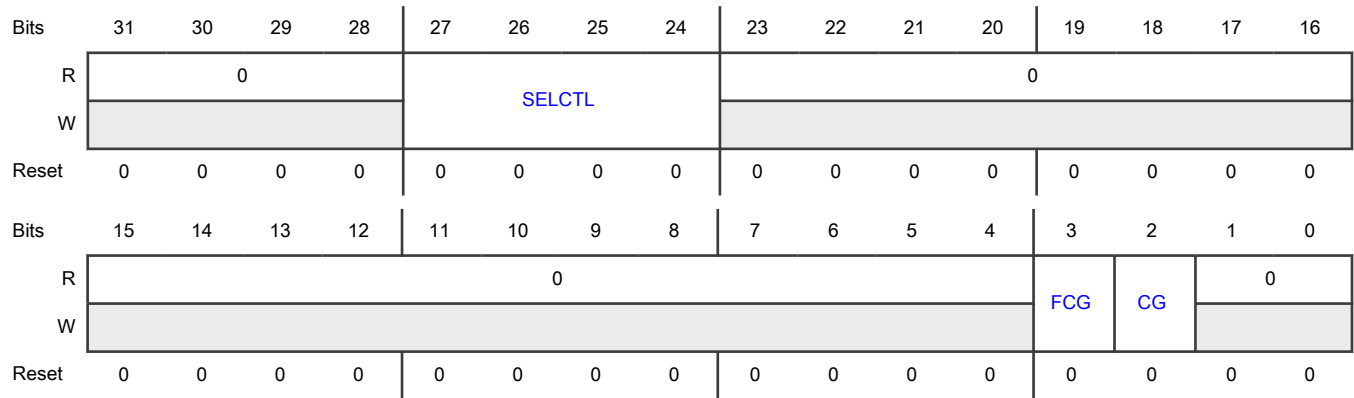 Bits 31 30 29 28 27 26 25 24 23 22 21 20 19 18 17 16
R 0 SELCTL 0
W
Reset 0 0 0 0 0 0 0 0 0 0 0 0 0 0 0 0
Bits 15 14 13 12 11 10 9 8 7 6 5 4 3 2 1 0
R 0 FCG CG 0
W
Reset 0 0 0 0 0 0 0 0 0 0 0 0 0 0 0 0